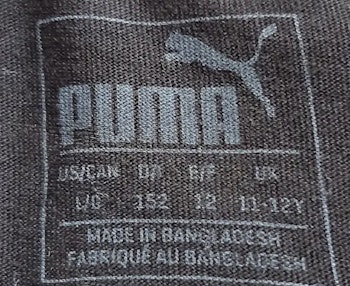 PUMA
US/CAN D/I E/F UK
L/G 152 12 11-12Y
MADE IN BANGLADESH
FABRIQUÉ AU BANGLADESH